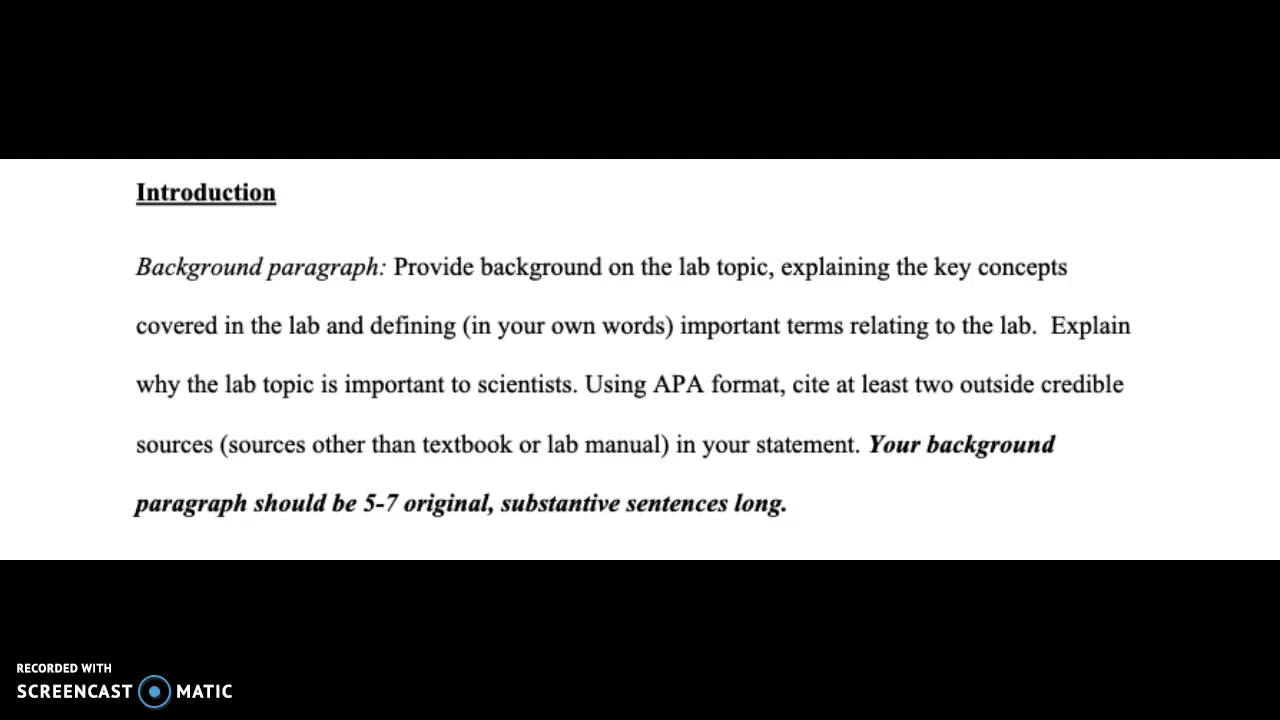 Introduction
Background paragraph: Provide background on the lab topic, explaining the key concepts
covered in the lab and defining (in your own words) important terms relating to the lab.  Explain
why the lab topic is important to scientists. Using APA format, cite at least two outside credible
sources (sources other than textbook or lab manual) in your statement. Your background
paragraph should be 5-7 original, substantive sentences long.
RECORDED WITH
SCREENCAST MATIC